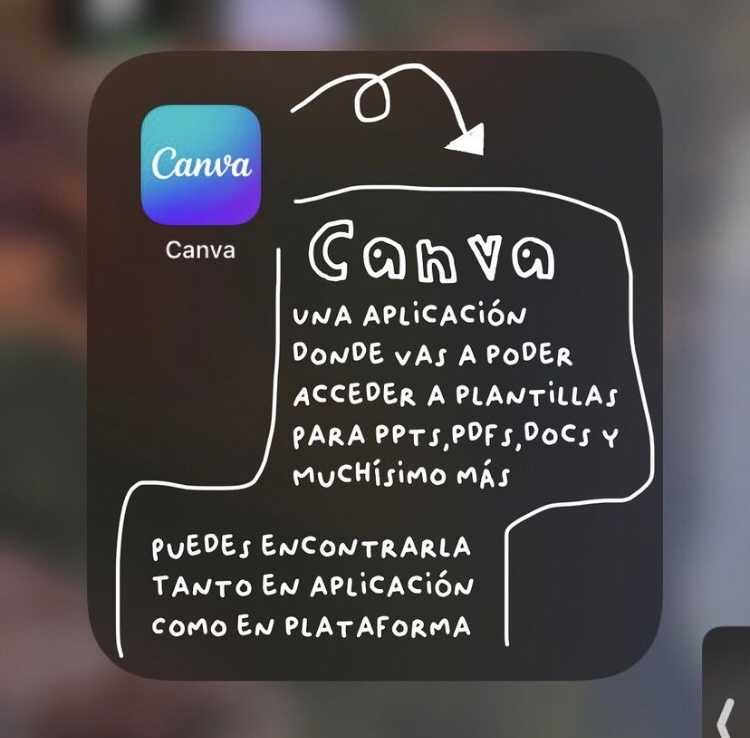 Canva
Canva
Canva
UNA APLICACIÓN
DONDE VAS A PODER
ACCEDER A PLANTILLAS
PARA PPTS,PDFS,DOCS Y
MUCHÍSIMO MÁS
PUEDES ENCONTRARLA
TANTO EN APLICACIÓN
COMO EN PLATAFORMA